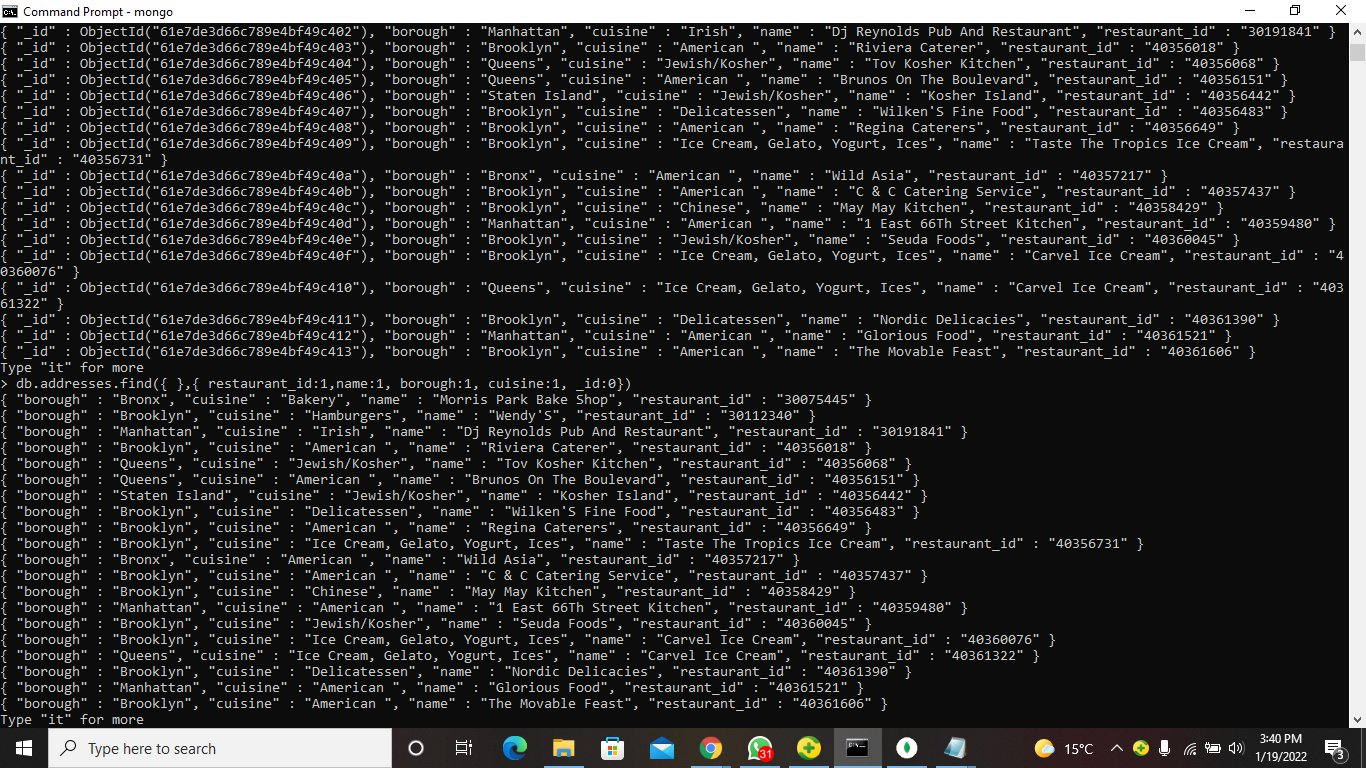 Command Prompt - mongo
{ "_id" : ObjectId("61e7de3d66c789e4bf49c402"), "borough" : "Manhattan", "cuisine" : "Irish", "name" : "Dj Reynolds Pub And Restaurant", "restaurant_id" : "30191841" }
{ "_id" : ObjectId("61e7de3d66c789e4bf49c403"), "borough" : "Brooklyn", "cuisine" : "American ", "name" : "Riviera Caterer", "restaurant_id" : "40356018" }
{ "_id" : ObjectId("61e7de3d66c789e4bf49c404"), "borough" : "Queens", "cuisine" : "Jewish/Kosher", "name" : "Tov Kosher Kitchen", "restaurant_id" : "40356068" }
{ "_id" : ObjectId("61e7de3d66c789e4bf49c405"), "borough" : "Queens", "cuisine" : "American ", "name" : "Brunos On The Boulevard", "restaurant_id" : "40356151" }
{ "_id" : ObjectId("61e7de3d66c789e4bf49c406"), "borough" : "Staten Island", "cuisine" : "Jewish/Kosher", "name" : "Kosher Island", "restaurant_id" : "40356442" }
{ "_id" : ObjectId("61e7de3d66c789e4bf49c407"), "borough" : "Brooklyn", "cuisine" : "Delicatessen", "name" : "Wilken'S Fine Food", "restaurant_id" : "40356483" }
{ "_id" : ObjectId("61e7de3d66c789e4bf49c408"), "borough" : "Brooklyn", "cuisine" : "American ", "name" : "Regina Caterers", "restaurant_id" : "40356649" }
{ "_id" : ObjectId("61e7de3d66c789e4bf49c409"), "borough" : "Brooklyn", "cuisine" : "Ice Cream, Gelato, Yogurt, Ices", "name" : "Taste The Tropics Ice Cream", "restaura
nt_id" : "40356731" }
{ "_id" : ObjectId("61e7de3d66c789e4bf49c40a"), "borough" : "Bronx", "cuisine" : "American ", "name" : "Wild Asia", "restaurant_id" : "40357217" }
{ "_id" : ObjectId("61e7de3d66c789e4bf49c40b"), "borough" : "Brooklyn", "cuisine" : "American ", "name" : "C & C Catering Service", "restaurant_id" : "40357437" }
{ "_id" : ObjectId("61e7de3d66c789e4bf49c40c"), "borough" : "Brooklyn", "cuisine" : "Chinese", "name" : "May May Kitchen", "restaurant_id" : "40358429" }
{ "_id" : ObjectId("61e7de3d66c789e4bf49c40d"), "borough" : "Manhattan", "cuisine" : "American ", "name" : "1 East 66Th Street Kitchen", "restaurant_id" : "40359480" }
{ "_id" : ObjectId("61e7de3d66c789e4bf49c40e"), "borough" : "Brooklyn", "cuisine" : "Jewish/Kosher", "name" : "Seuda Foods", "restaurant_id" : "40360045" }
{ "_id" : ObjectId("61e7de3d66c789e4bf49c40f"), "borough" : "Brooklyn", "cuisine" : "Ice Cream, Gelato, Yogurt, Ices", "name" : "Carvel Ice Cream", "restaurant_id" : "4
0360076" }
{ "_id" : ObjectId("61e7de3d66c789e4bf49c410"), "borough" : "Queens", "cuisine" : "Ice Cream, Gelato, Yogurt, Ices", "name" : "Carvel Ice Cream", "restaurant_id" : "403
61322" }
{ "_id" : ObjectId("61e7de3d66c789e4bf49c411"), "borough" : "Brooklyn", "cuisine" : "Delicatessen", "name" : "Nordic Delicacies", "restaurant_id" : "40361390" }
{ "_id" : ObjectId("61e7de3d66c789e4bf49c412"), "borough" : "Manhattan", "cuisine" : "American ", "name" : "Glorious Food", "restaurant_id" : "40361521" }
{ "_id" : ObjectId("61e7de3d66c789e4bf49c413"), "borough" : "Brooklyn", "cuisine" : "American ", "name" : "The Movable Feast", "restaurant_id" : "40361606" }
Type "it" for more
> db.addresses.find({ },{ restaurant_id:1,name:1, borough:1, cuisine:1, _id:0})
{ "borough" : "Bronx", "cuisine" : "Bakery", "name" : "Morris Park Bake Shop", "restaurant_id" : "30075445" }
{ "borough" : "Brooklyn", "cuisine" : "Hamburgers", "name" : "Wendy'S", "restaurant_id" : "30112340" }
{ "borough" : "Manhattan", "cuisine" : "Irish", "name" : "Dj Reynolds Pub And Restaurant", "restaurant_id" : "30191841" }
{ "borough" : "Brooklyn", "cuisine" : "American ", "name" : "Riviera Caterer", "restaurant_id" : "40356018" }
{ "borough" : "Queens", "cuisine" : "Jewish/Kosher", "name" : "Tov Kosher Kitchen", "restaurant_id" : "40356068" }
{ "borough" : "Queens", "cuisine" : "American ", "name" : "Brunos On The Boulevard", "restaurant_id" : "40356151" }
{ "borough" : "Staten Island", "cuisine" : "Jewish/Kosher", "name" : "Kosher Island", "restaurant_id" : "40356442" }
{ "borough" : "Brooklyn", "cuisine" : "Delicatessen", "name" : "Wilken'S Fine Food", "restaurant_id" : "40356483" }
{ "borough" : "Brooklyn", "cuisine" : "American ", "name" : "Regina Caterers", "restaurant_id" : "40356649" }
{ "borough" : "Brooklyn", "cuisine" : "Ice Cream, Gelato, Yogurt, Ices", "name" : "Taste The Tropics Ice Cream", "restaurant_id" : "40356731" }
{ "borough" : "Bronx", "cuisine" : "American ", "name" : "Wild Asia", "restaurant_id" : "40357217" }
{ "borough" : "Brooklyn", "cuisine" : "American ", "name" : "C & C Catering Service", "restaurant_id" : "40357437" }
{ "borough" : "Brooklyn", "cuisine" : "Chinese", "name" : "May May Kitchen", "restaurant_id" : "40358429" }
{ "borough" : "Manhattan", "cuisine" : "American ", "name" : "1 East 66Th Street Kitchen", "restaurant_id" : "40359480" }
{ "borough" : "Brooklyn", "cuisine" : "Jewish/Kosher", "name" : "Seuda Foods", "restaurant_id" : "40360045" }
{ "borough" : "Brooklyn", "cuisine" : "Ice Cream, Gelato, Yogurt, Ices", "name" : "Carvel Ice Cream", "restaurant_id" : "40360076" }
{ "borough" : "Queens", "cuisine" : "Ice Cream, Gelato, Yogurt, Ices", "name" : "Carvel Ice Cream", "restaurant_id" : "40361322" }
{ "borough" : "Brooklyn", "cuisine" : "Delicatessen", "name" : "Nordic Delicacies", "restaurant_id" : "40361390" }
{ "borough" : "Manhattan", "cuisine" : "American ", "name" : "Glorious Food", "restaurant_id" : "40361521" }
{ "borough" : "Brooklyn", "cuisine" : "American ", "name" : "The Movable Feast", "restaurant_id" : "40361606" }
Type "it" for more
Type here to search
31
15°C
3:40 PM
1/19/2022
3